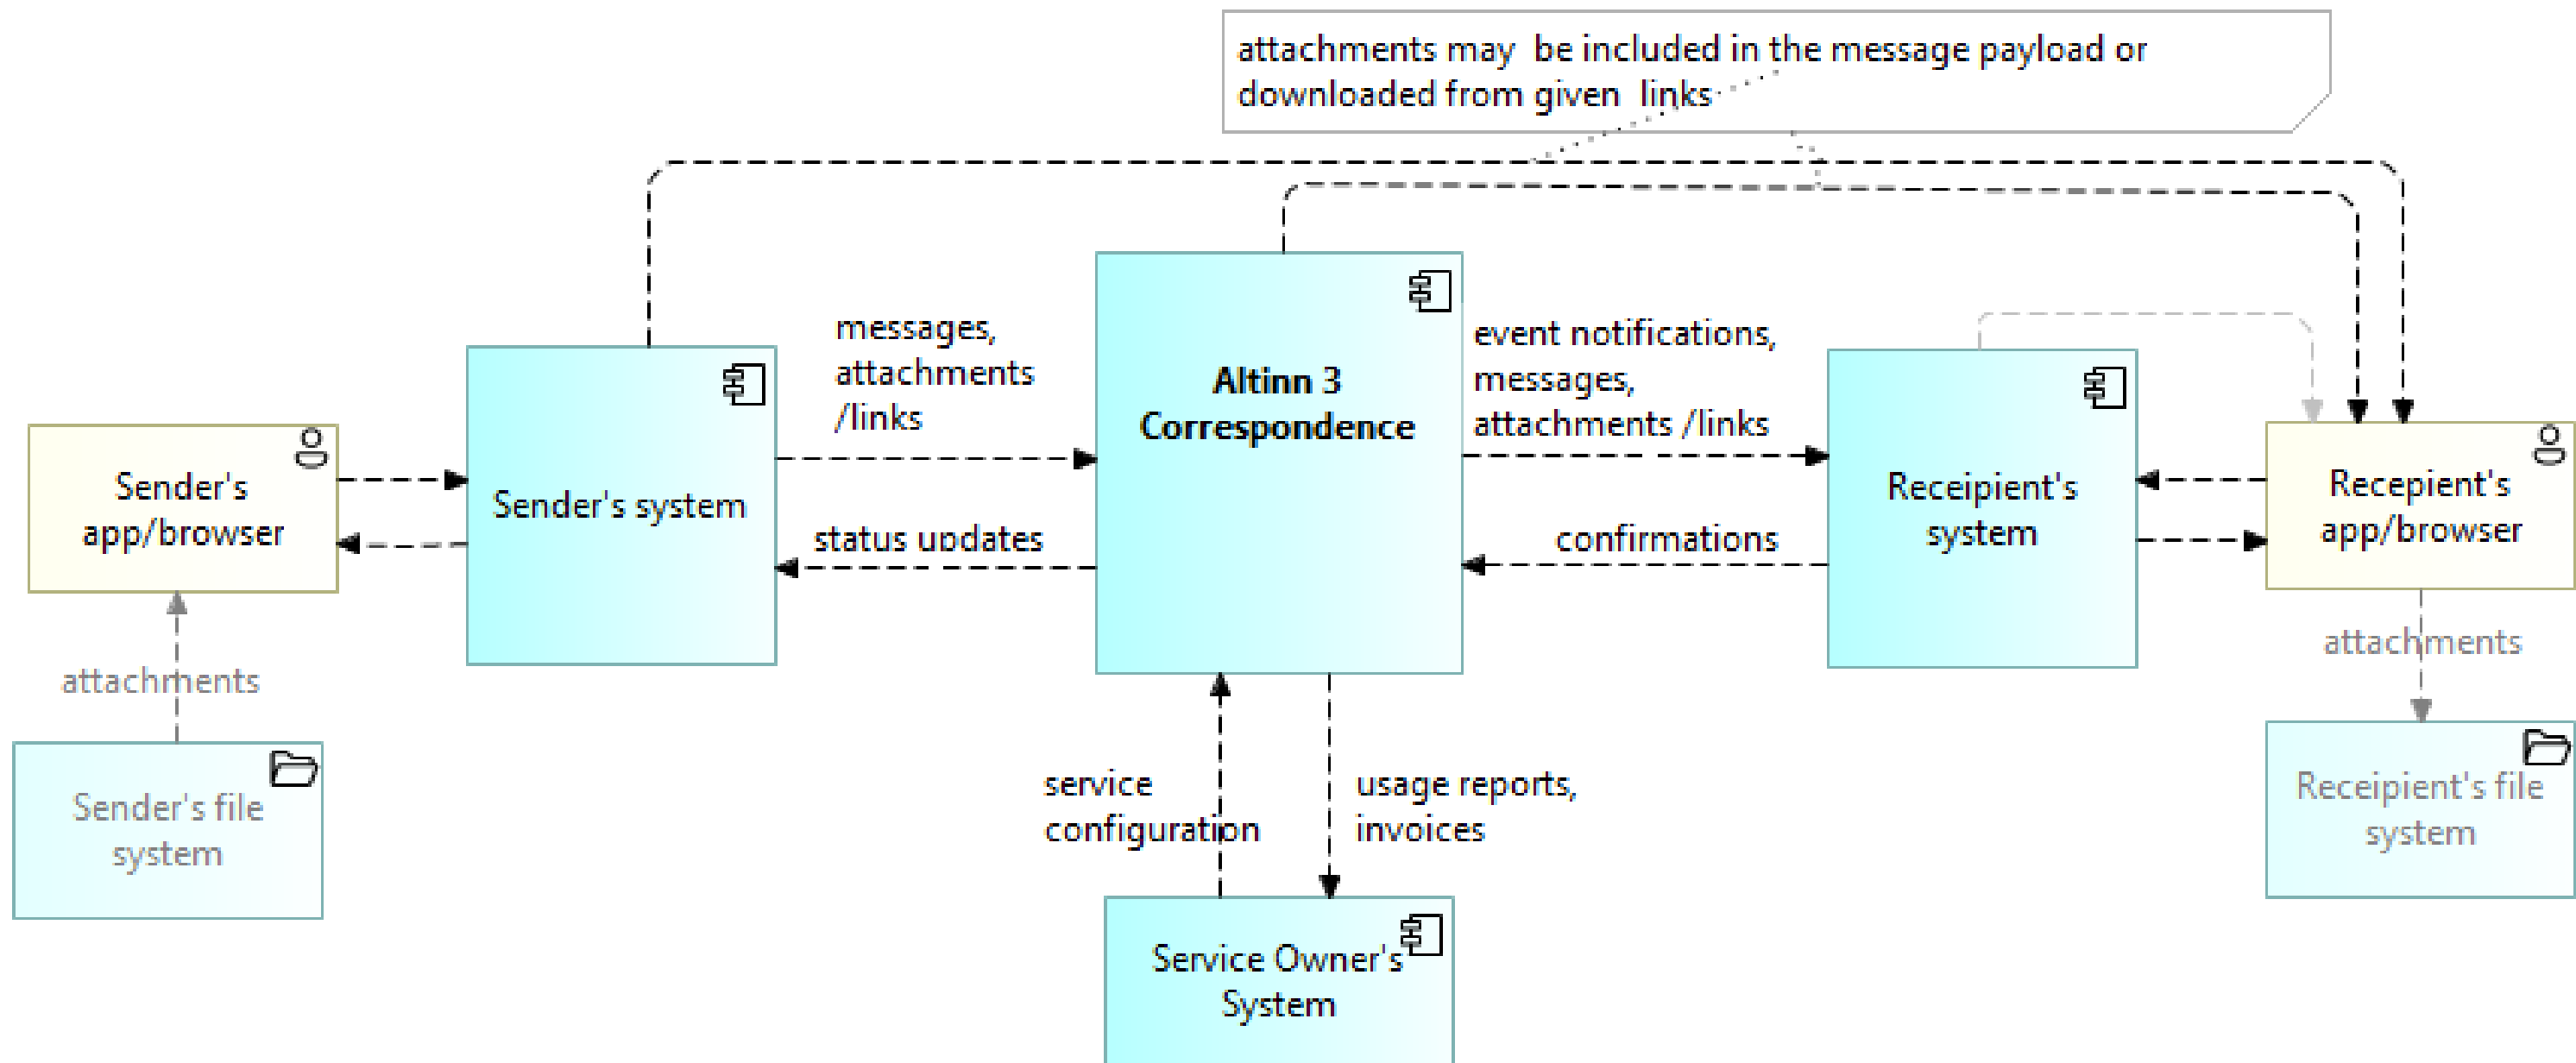 attachments may  be included in the message payload or
downloaded from given  links
messages,
attachments
/links
Altinn 3
Correspondence
event notifications,
messages,
attachments /links
Sender's
app/browser
Sender's system
status updates
confirmations
Receipient's
system
Recepient's
app/browser
attachments
attachments
Sender's file
system
service
configuration
usage reports,
invoices
Receipient's file
system
Service Owner's
System